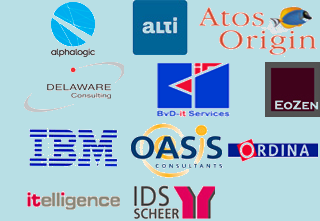 alphalogic
alti
Atos
Origin
DELAWARE
Consulting
BvD-it Services
EOZEN
IBM
OASIS
CONSULTANTS
ORDINA
itelligence
IDS
SCHEER